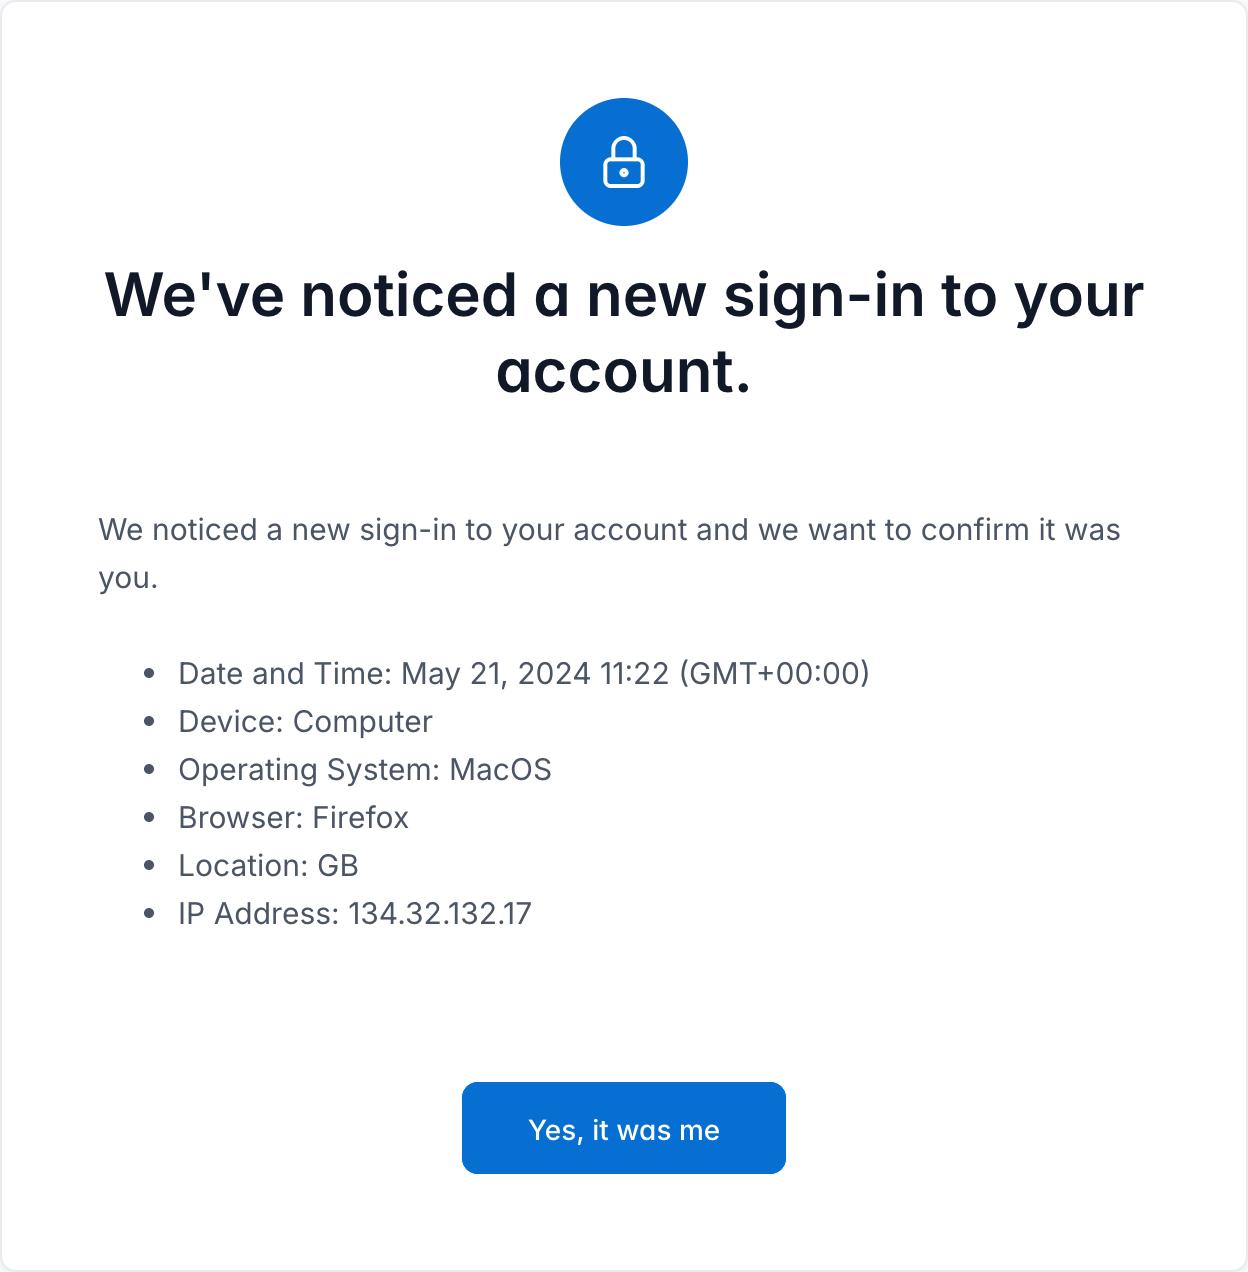 We've noticed a new sign-in to your
account.
We noticed a new sign-in to your account and we want to confirm it was
you.
• Date and Time: May 21, 2024 11:22 (GMT+00:00)
• Device: Computer
• Operating System: MacOS
• Browser: Firefox
• Location: GB
• IP Address: 134.32.132.17
Yes, it was me